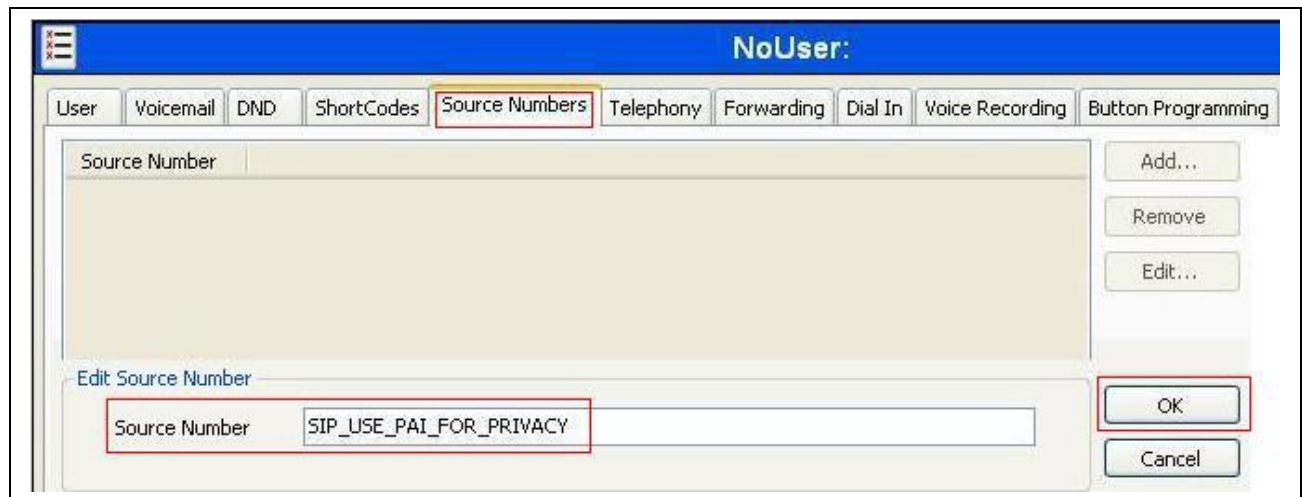 NoUser:
User Voicemail DND ShortCodes Source Numbers Telephony Forwarding Dial In Voice Recording Button Programming
Source Number
Add...
Remove
Edit...
Edit Source Number
Source Number SIP_USE_PAI_FOR_PRIVACY
OK
Cancel